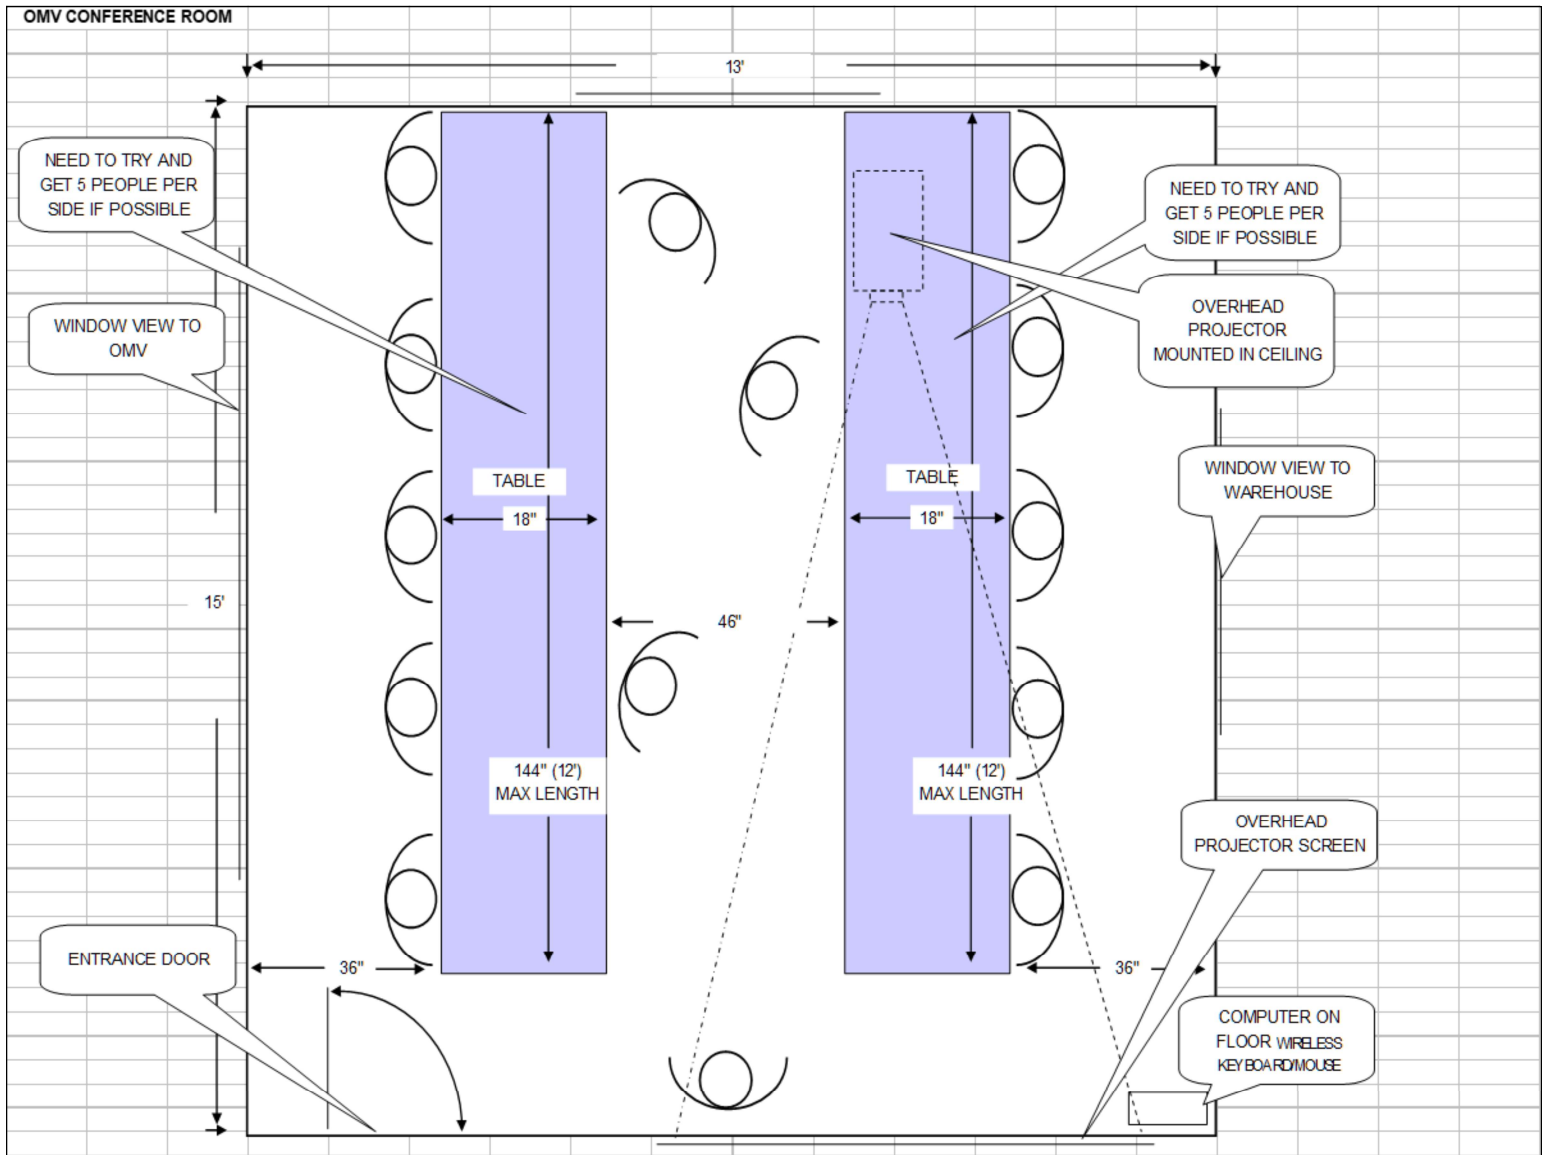 OMV CONFERENCE ROOM
13'
NEED TO TRY AND
GET 5 PEOPLE PER
SIDE IF POSSIBLE
NEED TO TRY AND
GET 5 PEOPLE PER
SIDE IF POSSIBLE
WINDOW VIEW TO
OMV
OVERHEAD
PROJECTOR
MOUNTED IN CEILING
TABLE
18"
TABLE
18"
WINDOW VIEW TO
WAREHOUSE
15'
46"
144" (12')
MAX LENGTH
144" (12')
MAX LENGTH
OVERHEAD
PROJECTOR SCREEN
ENTRANCE DOOR
36"
36"
COMPUTER ON
FLOOR WIRELESS
KEYBOARD/MOUSE